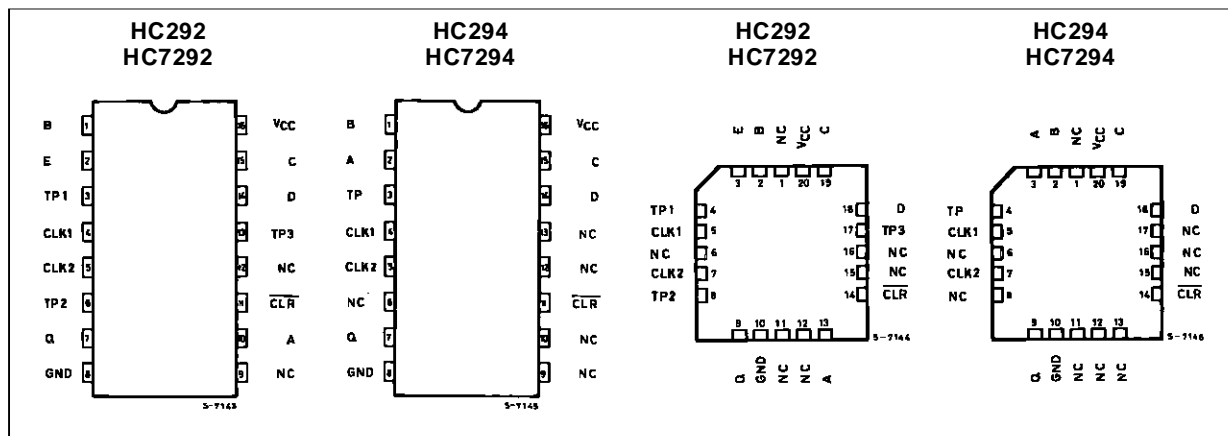 HC292
HC7292
HC294
HC7294
HC292
HC7292
HC294
HC7294
B 1 16 VCC
E 2 15 C
TP1 3 14 D
CLK1 4 13 TP3
CLK2 5 12 NC
TP2 6 11 CLR
Q 7 10 A
GND 8 9 NC
S-7143
B 1 16 VCC
A 2 15 C
TP 3 14 D
CLK1 4 13 NC
CLK2 5 12 NC
NC 6 11 CLR
Q 7 10 NC
GND 8 9 NC
S-7145
E B NC VCC C
3 2 1 20 19
TP1 4 18 D
CLK1 5 17 TP3
NC 6 16 NC
CLK2 7 15 NC
TP2 8 14 CLR
9 10 11 12 13
S-7144
Q GND NC NC A
A B NC VCC C
3 2 1 20 19
TP 4 18 D
CLK1 5 17 NC
NC 6 16 NC
CLK2 7 15 NC
NC 8 14 CLR
9 10 11 12 13
S-7146
Q GND NC NC NC